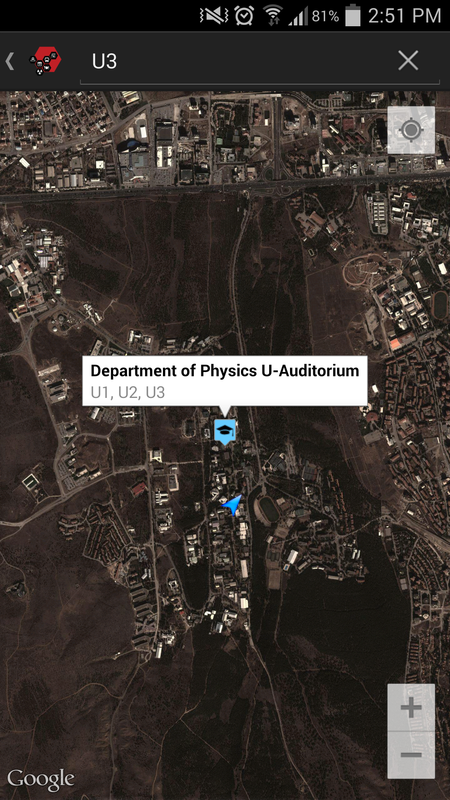 81% 2:51 PM
U3
Department of Physics U-Auditorium
U1, U2, U3
Google